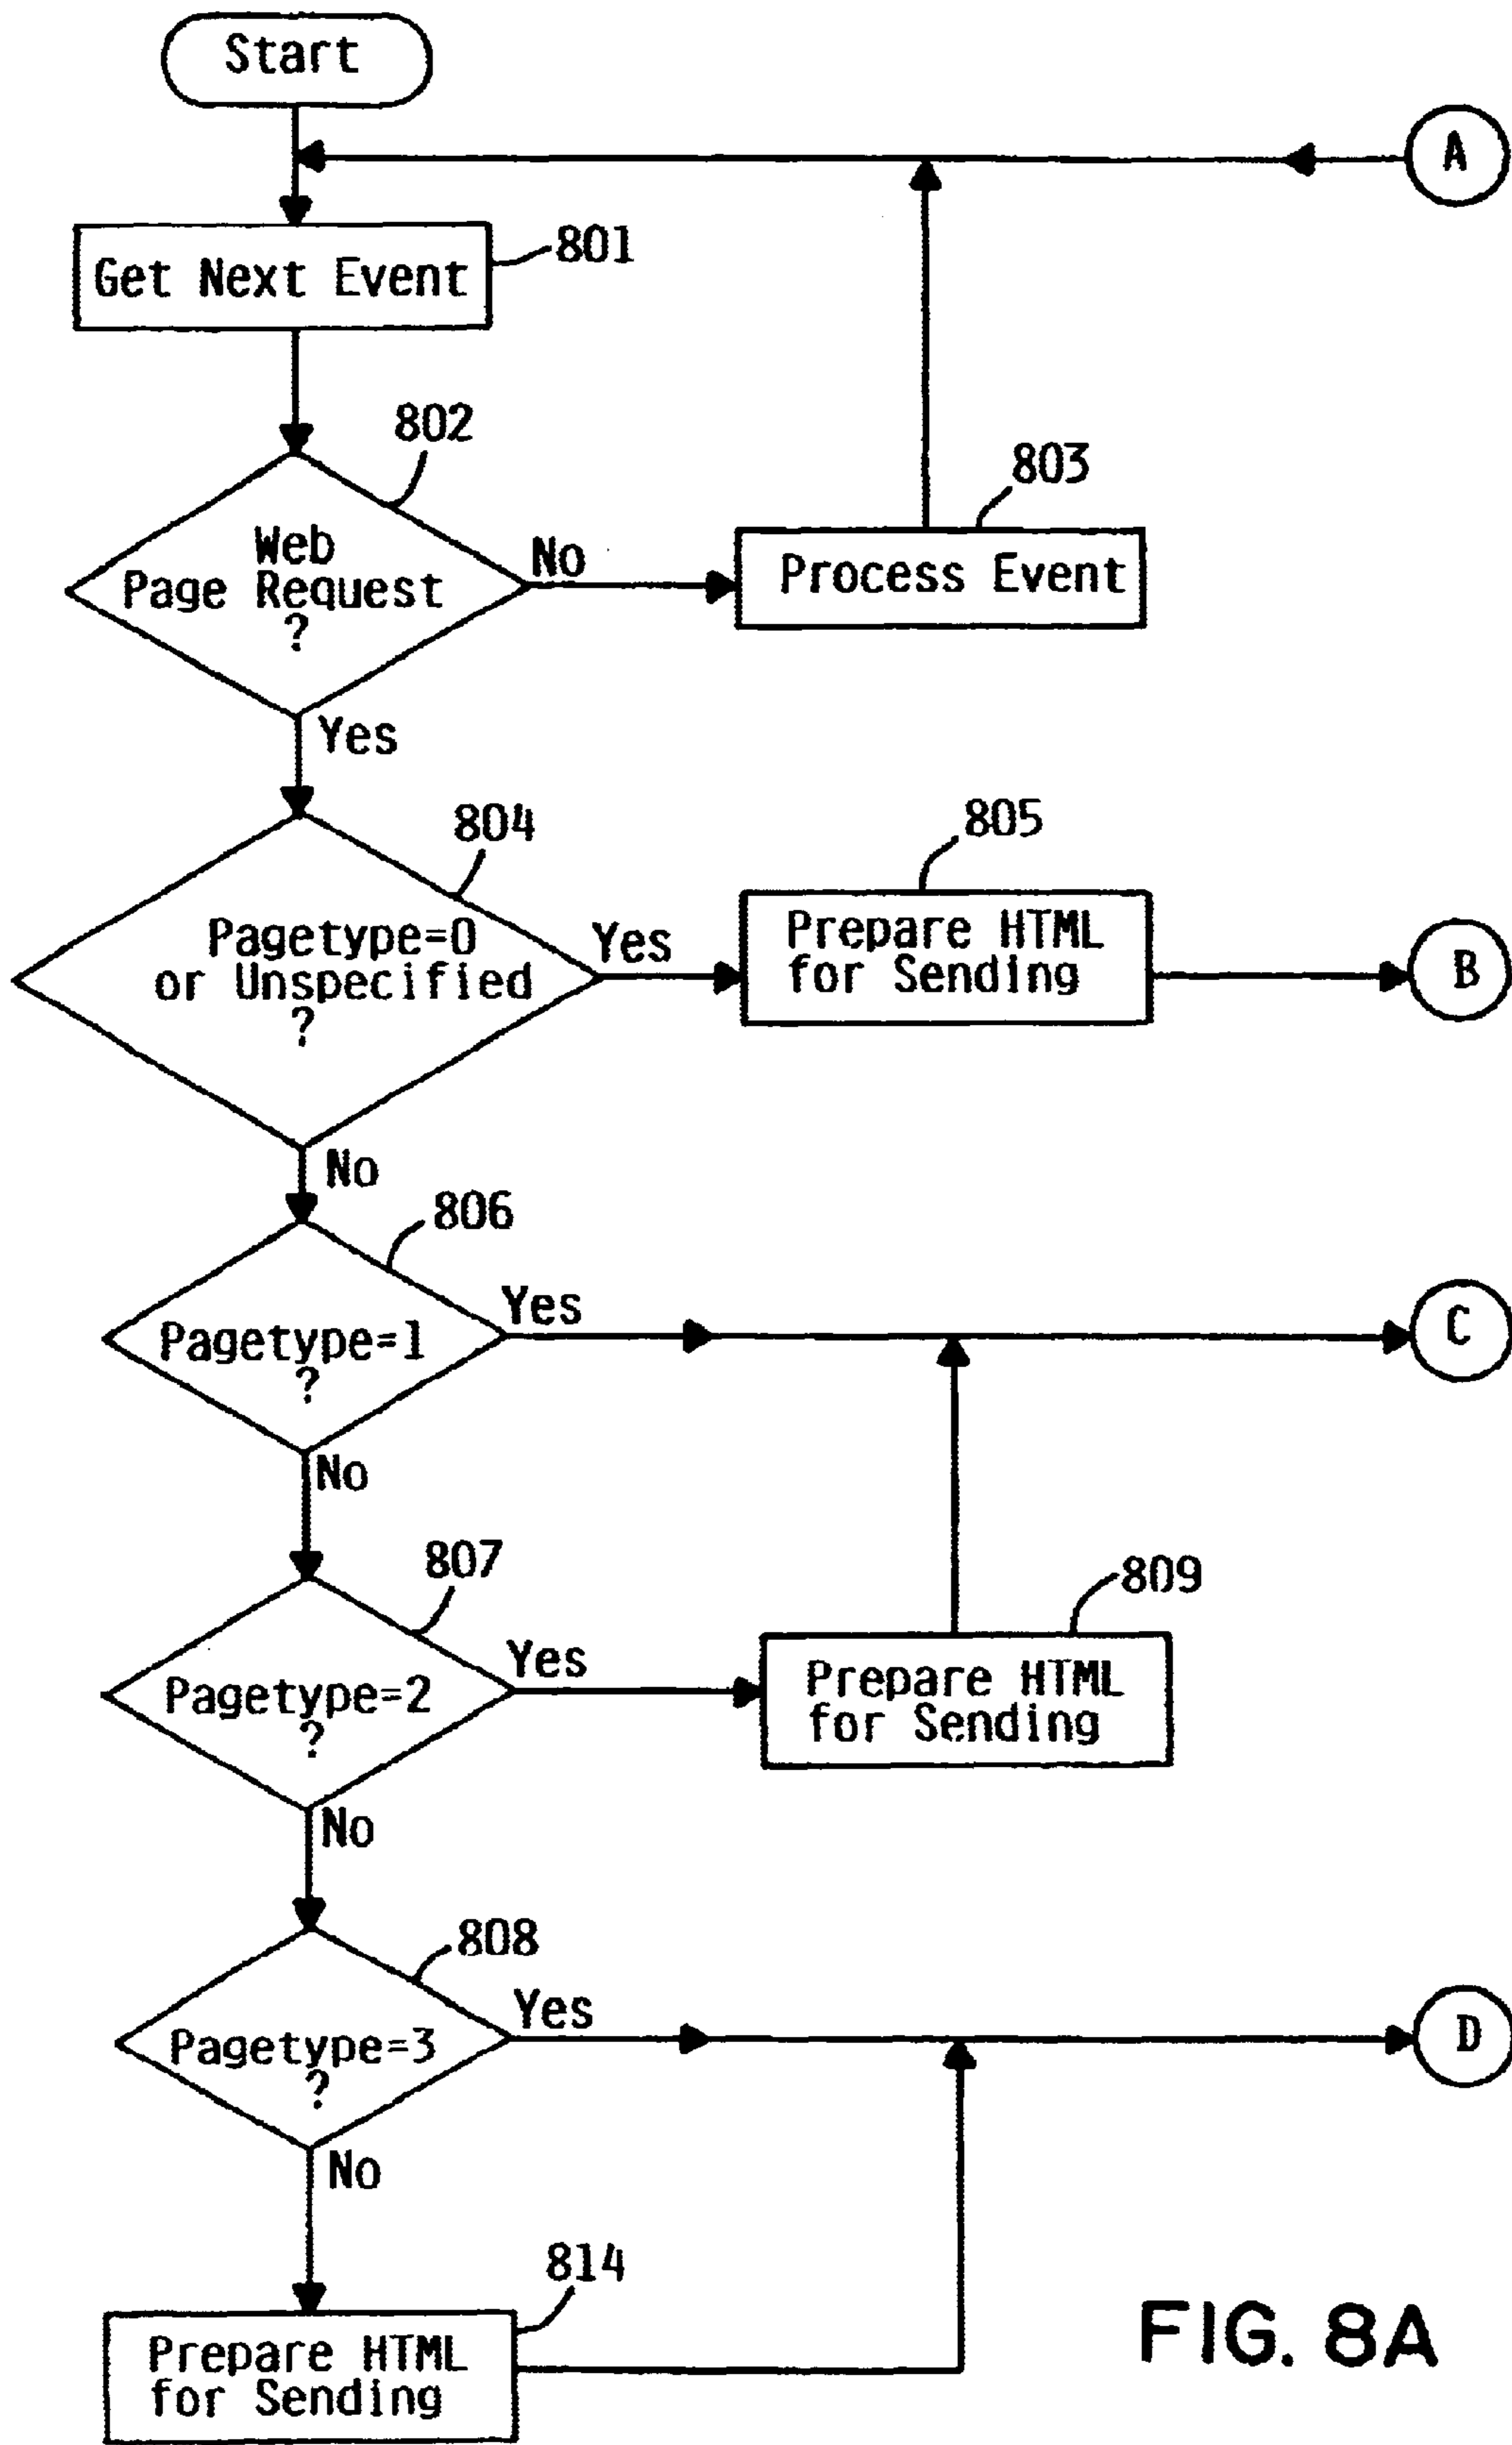 Start
A
801
Get Next Event
802
803
Web
Page Request
?
No
Process Event
Yes
804
805
Pagetype=0
or Unspecified
?
Yes
Prepare HTML
for Sending
B
No
806
Yes
Pagetype=1
?
C
No
807
809
Yes
Pagetype=2
?
Prepare HTML
for Sending
No
808
Yes
Pagetype=3
?
D
No
814
Prepare HTML
for Sending
FIG. 8A